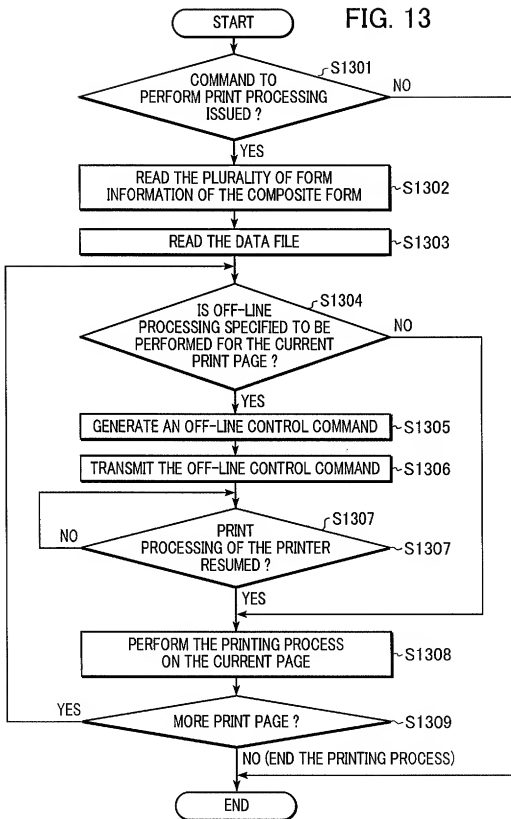 START
FIG. 13
S1301
COMMAND TO
PERFORM PRINT PROCESSING
ISSUED ?
NO
YES
READ THE PLURALITY OF FORM
INFORMATION OF THE COMPOSITE FORM
S1302
READ THE DATA FILE
S1303
S1304
IS OFF-LINE
PROCESSING SPECIFIED TO BE
PERFORMED FOR THE CURRENT
PRINT PAGE ?
NO
YES
GENERATE AN OFF-LINE CONTROL COMMAND
S1305
TRANSMIT THE OFF-LINE CONTROL COMMAND
S1306
S1307
PRINT
PROCESSING OF THE PRINTER
RESUMED ?
NO
S1307
YES
PERFORM THE PRINTING PROCESS
ON THE CURRENT PAGE
S1308
YES
MORE PRINT PAGE ?
S1309
NO (END THE PRINTING PROCESS)
END